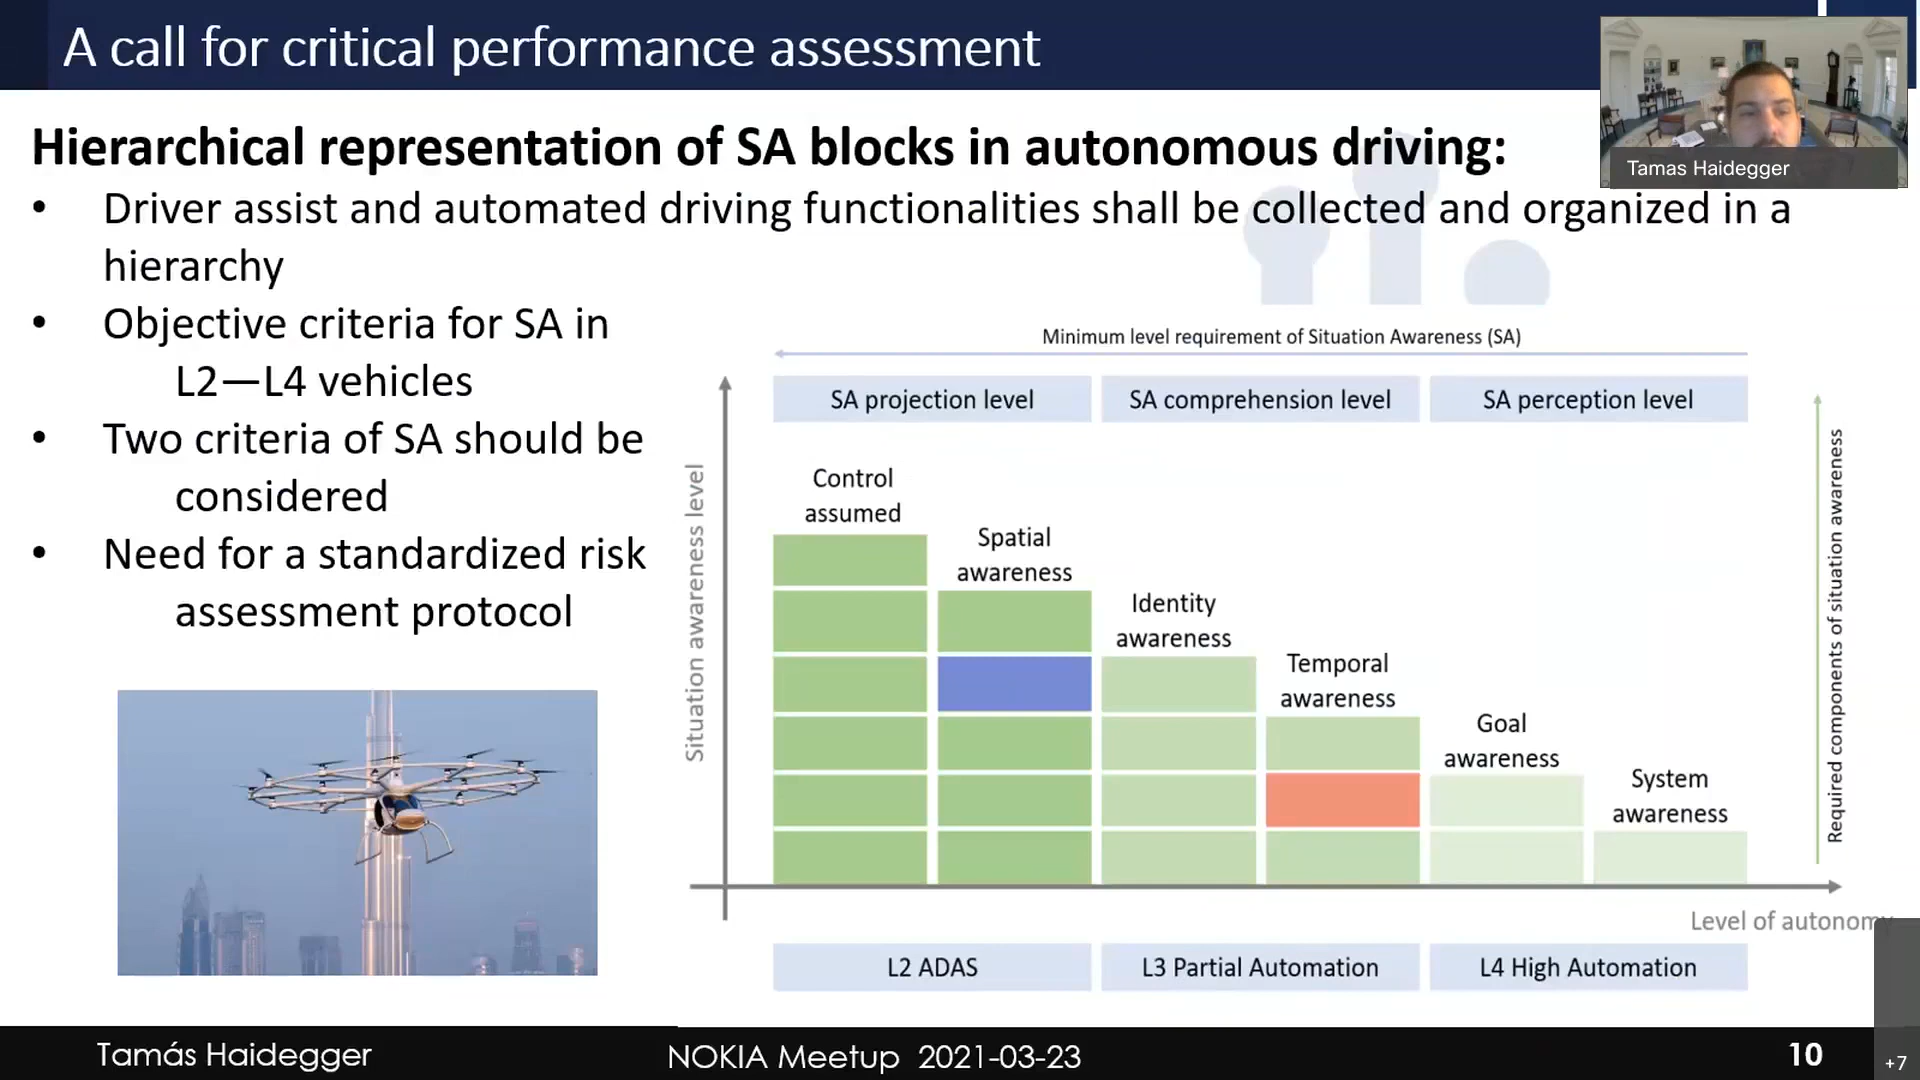 A call for critical performance assessment
Tamas Haidegger
Hierarchical representation of SA blocks in autonomous driving:
• Driver assist and automated driving functionalities shall be collected and organized in a
hierarchy
• Objective criteria for SA in
L2—L4 vehicles
• Two criteria of SA should be
considered
• Need for a standardized risk
assessment protocol
Minimum level requirement of Situation Awareness (SA)
SA projection level
SA comprehension level
SA perception level
Situation awareness level
Control
assumed
Spatial
awareness
Identity
awareness
Temporal
awareness
Goal
awareness
System
awareness
Required components of situation awareness
Level of autonomy
L2 ADAS
L3 Partial Automation
L4 High Automation
Tamás Haidegger
NOKIA Meetup 2021-03-23
10
+7